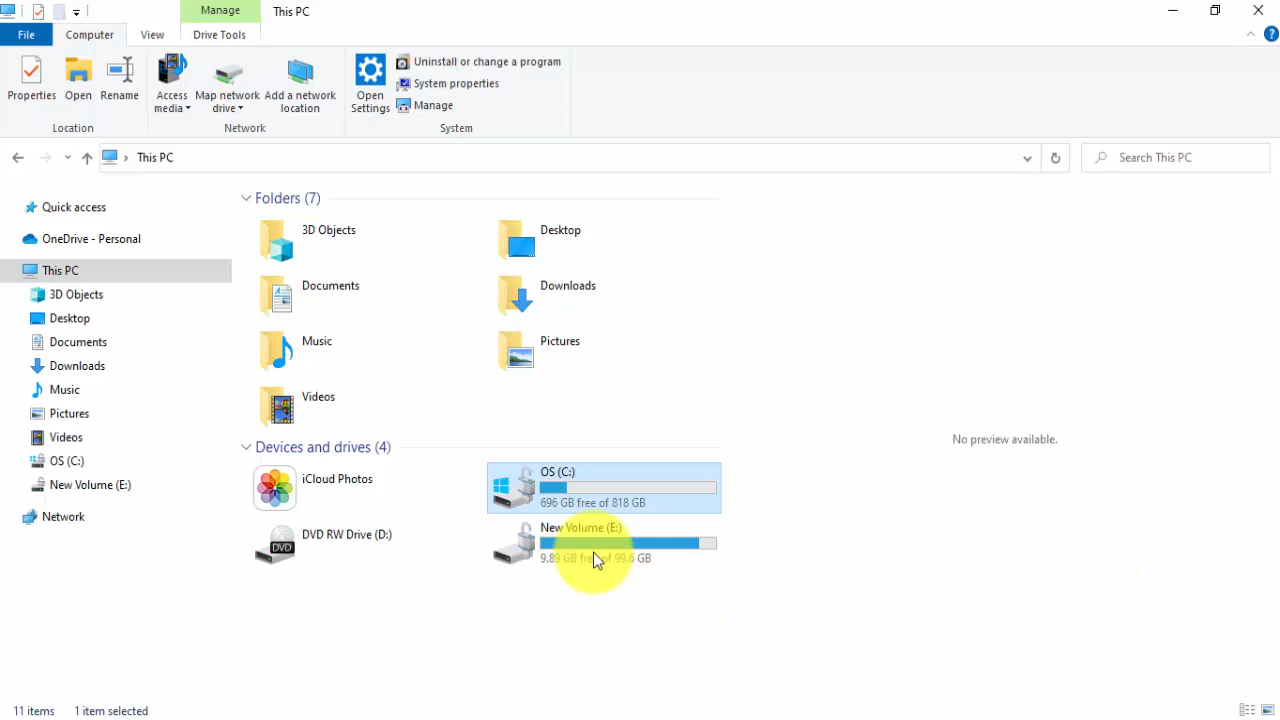 Manage
This PC
File
Computer
View
Drive Tools
Properties
Open
Rename
Access media
Map network drive
Add a network location
Open Settings
Uninstall or change a program
System properties
Manage
Location
Network
System
This PC
Search This PC
Quick access
OneDrive - Personal
This PC
3D Objects
Desktop
Documents
Downloads
Music
Pictures
Videos
OS (C:)
New Volume (E:)
Network
Folders (7)
3D Objects
Desktop
Documents
Downloads
Music
Pictures
Videos
Devices and drives (4)
iCloud Photos
OS (C:)
696 GB free of 818 GB
DVD
DVD RW Drive (D:)
New Volume (E:)
9.89 GB free of 99.6 GB
No preview available.
11 items
1 item selected